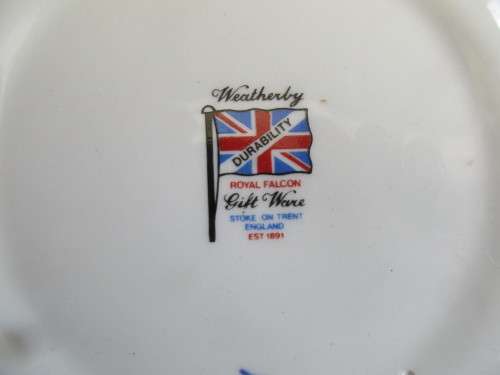 Weatherby
DURABILITY
ROYAL FALCON
Gift Ware
STOKE ON TRENT
ENGLAND
EST 1891